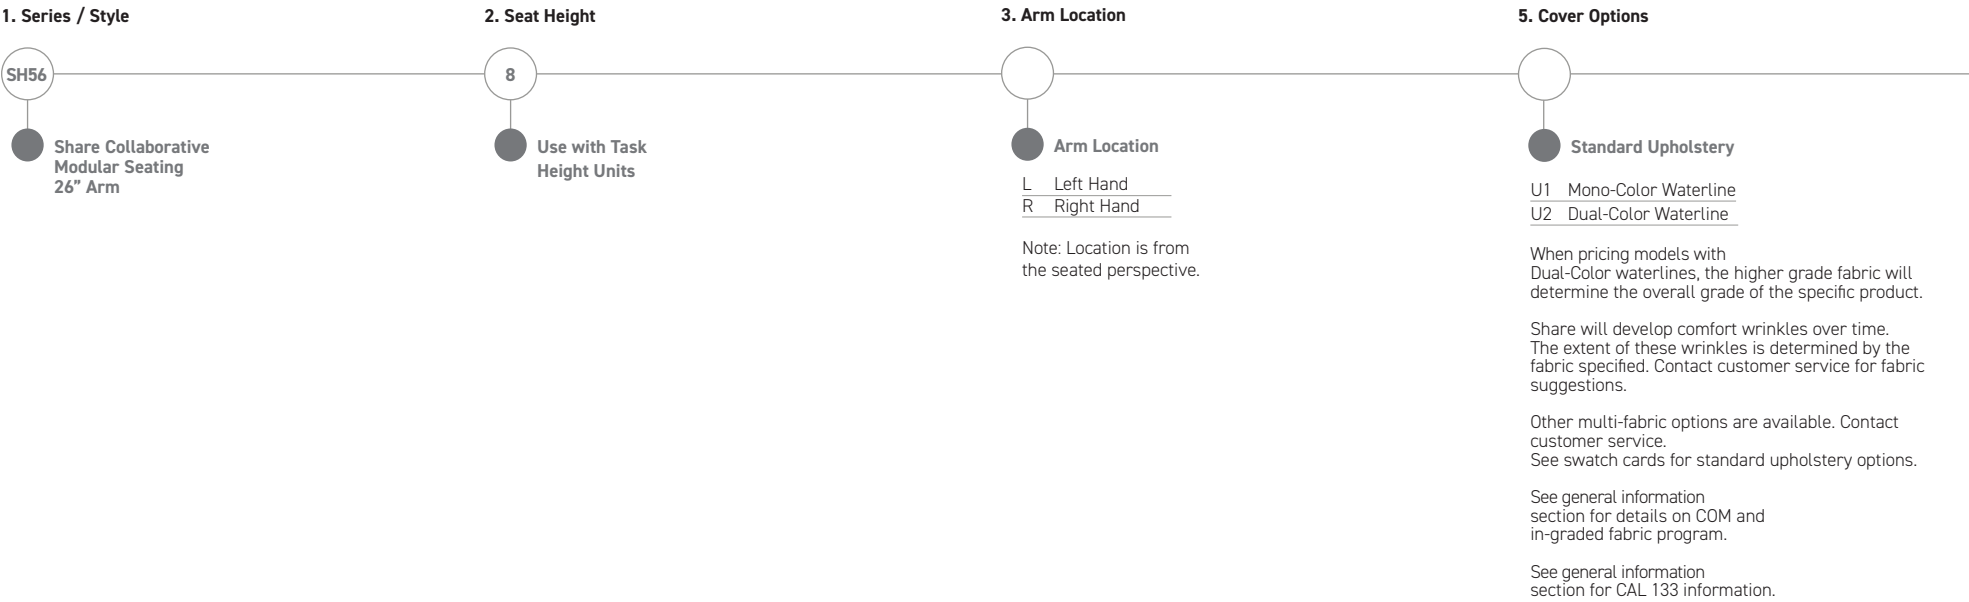 1. Series / Style
SH56
Share Collaborative
Modular Seating
26” Arm
2. Seat Height
8
Use with Task
Height Units
3. Arm Location
Arm Location
L Left Hand
R Right Hand
Note: Location is from
the seated perspective.
5. Cover Options
Standard Upholstery
U1 Mono-Color Waterline
U2 Dual-Color Waterline
When pricing models with
Dual-Color waterlines, the higher grade fabric will
determine the overall grade of the specific product.
Share will develop comfort wrinkles over time.
The extent of these wrinkles is determined by the
fabric specified. Contact customer service for fabric
suggestions.
Other multi-fabric options are available. Contact
customer service.
See swatch cards for standard upholstery options.
See general information
section for details on COM and
in-graded fabric program.
See general information
section for CAL 133 information.